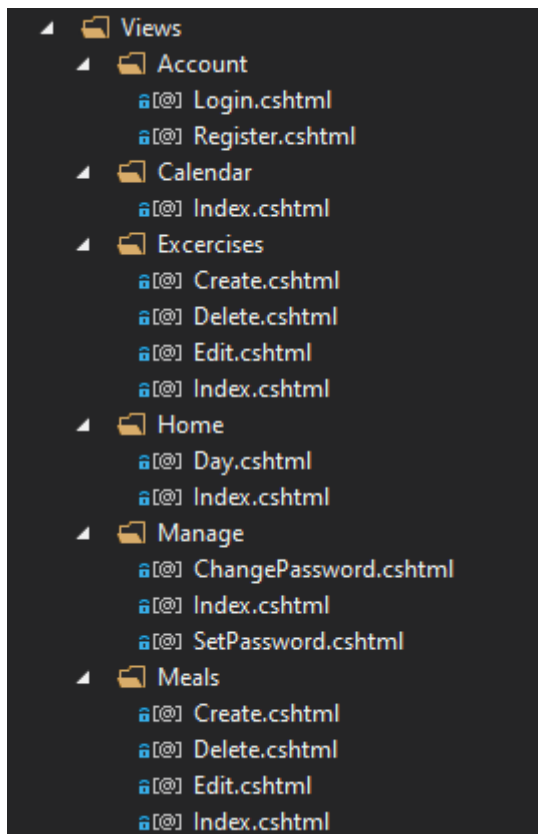 Views
Account
[@] Login.cshtml
[@] Register.cshtml
Calendar
[@] Index.cshtml
Excercises
[@] Create.cshtml
[@] Delete.cshtml
[@] Edit.cshtml
[@] Index.cshtml
Home
[@] Day.cshtml
[@] Index.cshtml
Manage
[@] ChangePassword.cshtml
[@] Index.cshtml
[@] SetPassword.cshtml
Meals
[@] Create.cshtml
[@] Delete.cshtml
[@] Edit.cshtml
[@] Index.cshtml